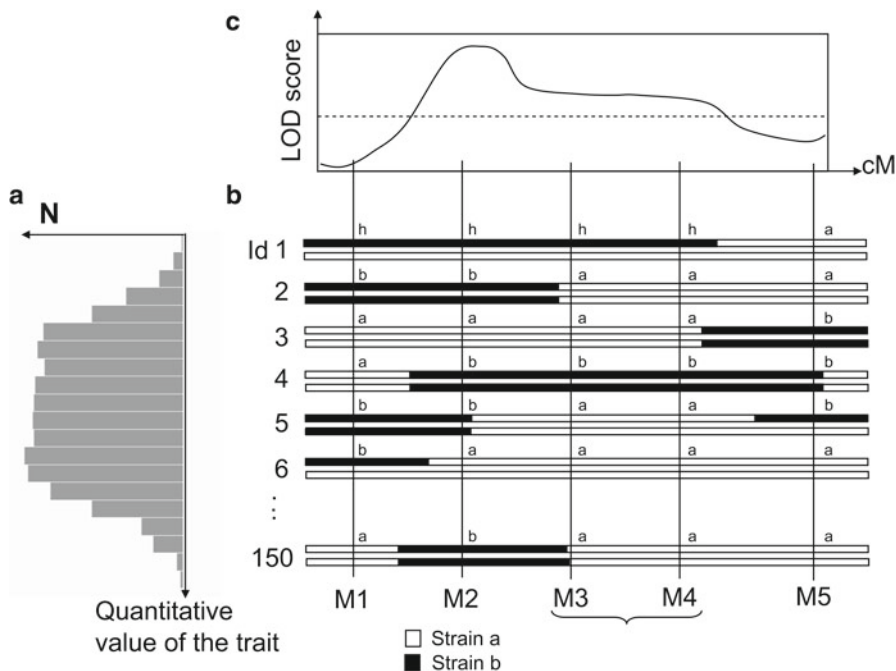 c
LOD score
cM
a
N
b
h h h h a
Id 1
b b a a a
2
a a a a b
3
a b b b b
4
b b a a b
5
b a a a a
6
...
a b a a a
150
M1 M2 M3 M4 M5
Quantitative
value of the trait
Strain a
Strain b